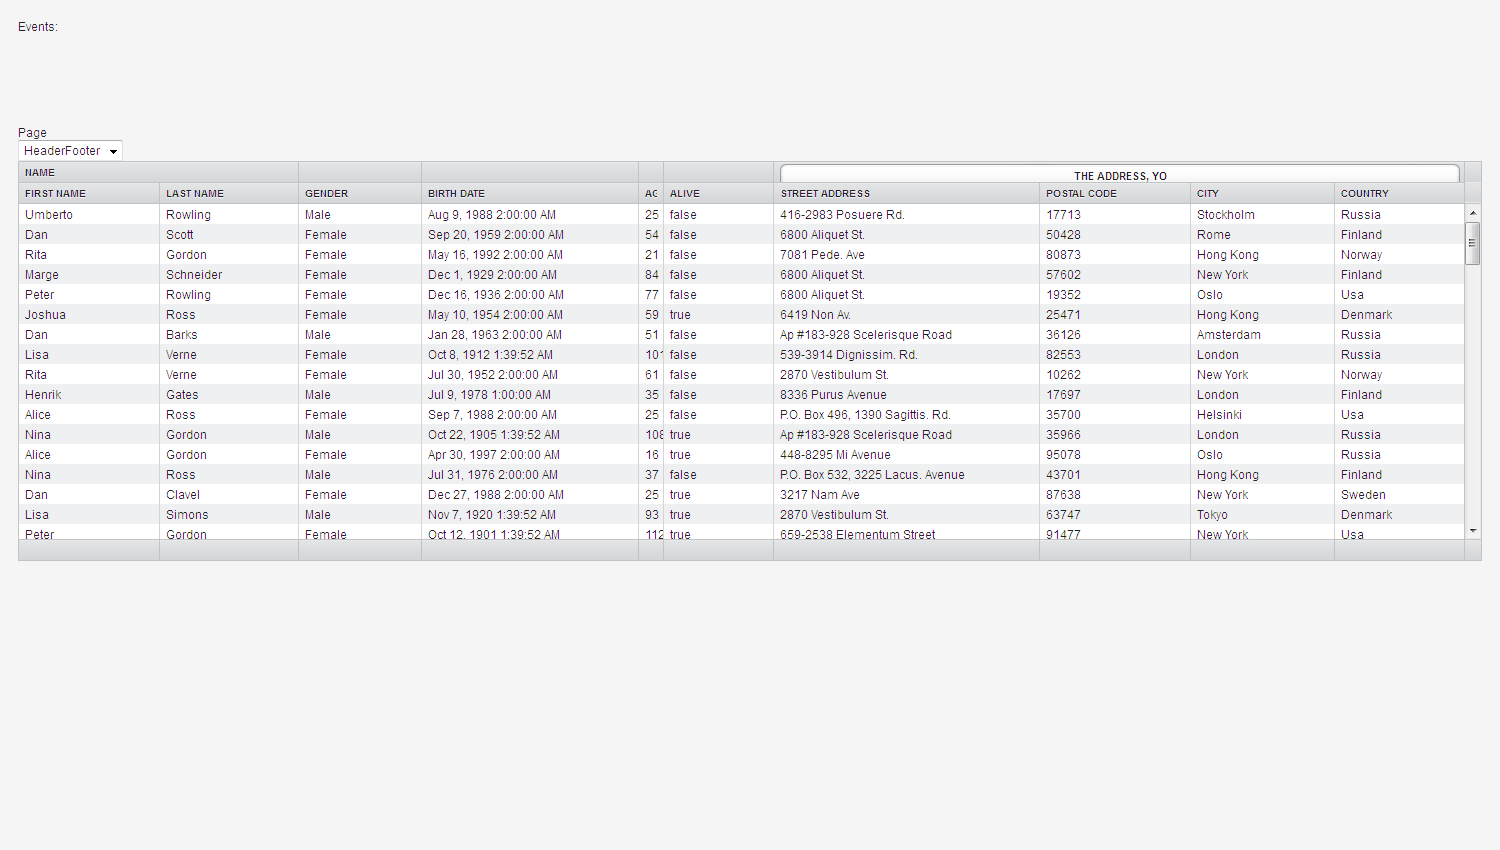 Events:
Page
HeaderFooter
NAME THE ADDRESS, YO
FIRST NAME LAST NAME GENDER BIRTH DATE AG ALIVE STREET ADDRESS POSTAL CODE CITY COUNTRY
Umberto Rowling Male Aug 9, 1988 2:00:00 AM 25 false 416-2983 Posuere Rd. 17713 Stockholm Russia
Dan Scott Female Sep 20, 1959 2:00:00 AM 54 false 6800 Aliquet St. 50428 Rome Finland
Rita Gordon Female May 16, 1992 2:00:00 AM 21 false 7081 Pede. Ave 80873 Hong Kong Norway
Marge Schneider Female Dec 1, 1929 2:00:00 AM 84 false 6800 Aliquet St. 57602 New York Finland
Peter Rowling Female Dec 16, 1936 2:00:00 AM 77 false 6800 Aliquet St. 19352 Oslo Usa
Joshua Ross Female May 10, 1954 2:00:00 AM 59 true 6419 Non Av. 25471 Hong Kong Denmark
Dan Barks Male Jan 28, 1963 2:00:00 AM 51 false Ap #183-928 Scelerisque Road 36126 Amsterdam Russia
Lisa Verne Female Oct 8, 1912 1:39:52 AM 101 false 539-3914 Dignissim. Rd. 82553 London Russia
Rita Verne Female Jul 30, 1952 2:00:00 AM 61 false 2870 Vestibulum St. 10262 New York Norway
Henrik Gates Male Jul 9, 1978 1:00:00 AM 35 false 8336 Purus Avenue 17697 London Finland
Alice Ross Female Sep 7, 1988 2:00:00 AM 25 false P.O. Box 496, 1390 Sagittis. Rd. 35700 Helsinki Usa
Nina Gordon Male Oct 22, 1905 1:39:52 AM 108 true Ap #183-928 Scelerisque Road 35966 London Russia
Alice Gordon Female Apr 30, 1997 2:00:00 AM 16 true 448-8295 Mi Avenue 95078 Oslo Russia
Nina Ross Male Jul 31, 1976 2:00:00 AM 37 false P.O. Box 532, 3225 Lacus. Avenue 43701 Hong Kong Finland
Dan Clavel Female Dec 27, 1988 2:00:00 AM 25 true 3217 Nam Ave 87638 New York Sweden
Lisa Simons Male Nov 7, 1920 1:39:52 AM 93 true 2870 Vestibulum St. 63747 Tokyo Denmark
Peter Gordon Female Oct 12, 1901 1:39:52 AM 112 true 659-2538 Elementum Street 91477 New York Usa